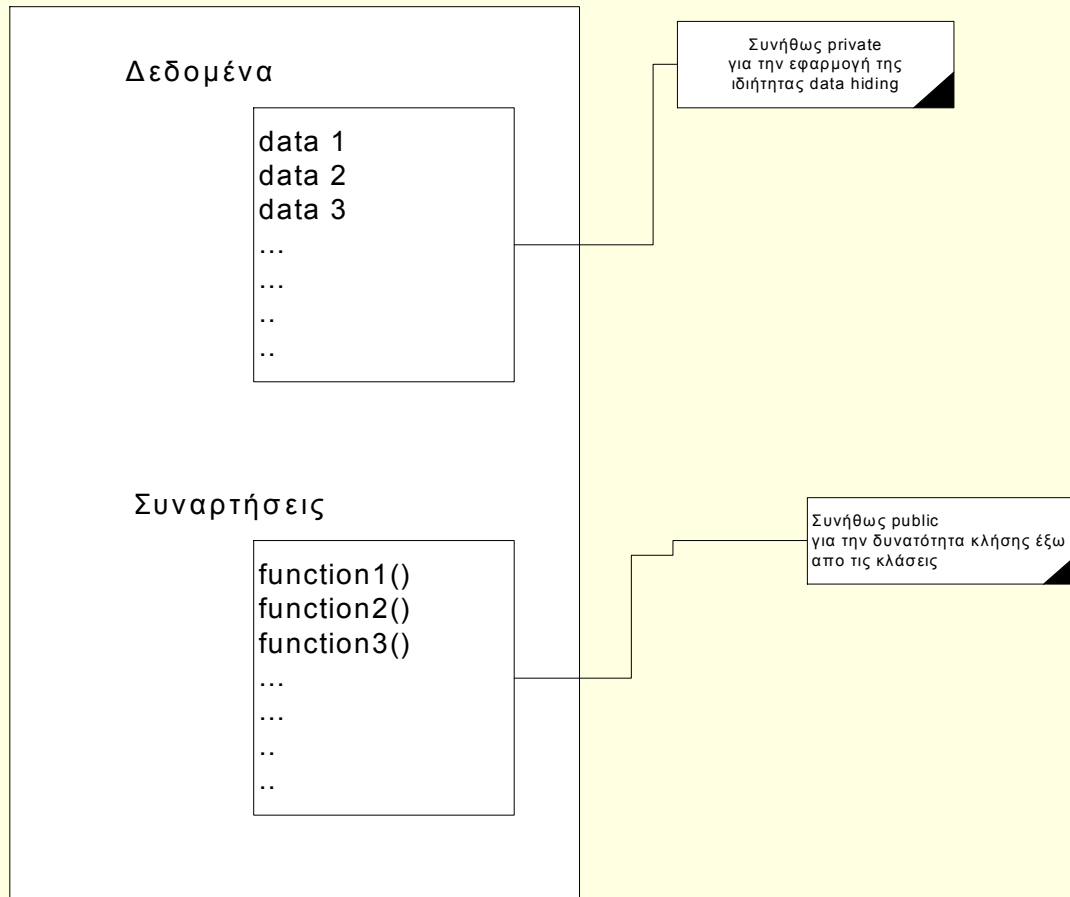 Δεδομένα
data 1
data 2
data 3
...
...
..
..
Συνήθως private
για την εφαρμογή της
ιδιήτητας data hiding
Συναρτήσεις
function1()
function2()
function3()
...
...
..
..
Συνήθως public
για την δυνατότητα κλήσης έξω
απο τις κλάσεις